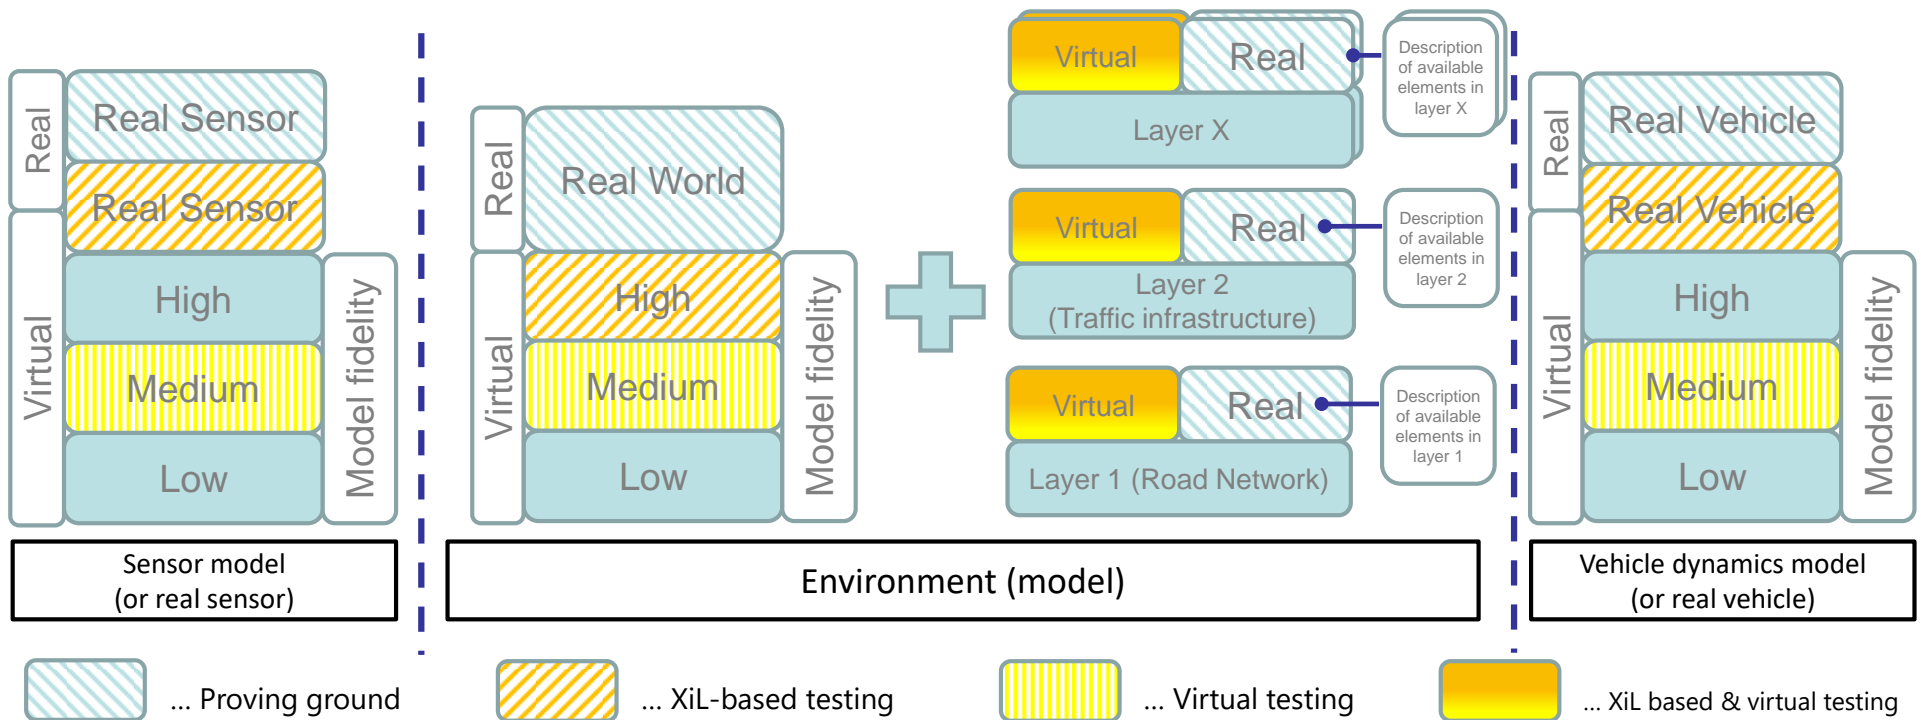 Real
Virtual
Real Sensor
Real Sensor
High
Medium
Low
Model fidelity
Sensor model
(or real sensor)
Real
Virtual
Real World
High
Medium
Low
Model fidelity
Virtual
Real
Layer X
Description
of available
elements in
layer X
Virtual
Real
Layer 2
(Traffic infrastructure)
Description
of available
elements in
layer 2
Virtual
Real
Layer 1 (Road Network)
Description
of available
elements in
layer 1
Environment (model)
Real
Virtual
Real Vehicle
Real Vehicle
High
Medium
Low
Model fidelity
Vehicle dynamics model
(or real vehicle)
... Proving ground
... XiL-based testing
... Virtual testing
... XiL based & virtual testing